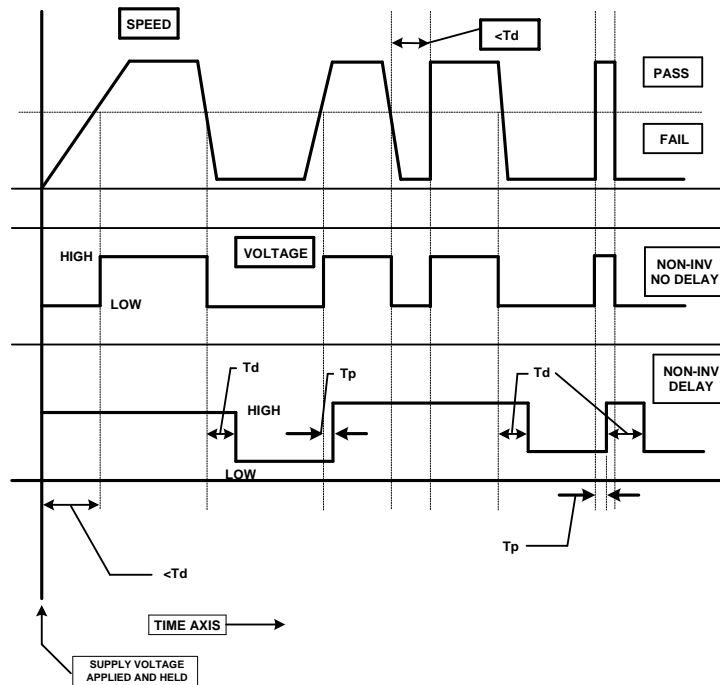 SPEED
<Td
PASS
FAIL
HIGH
VOLTAGE
LOW
NON-INV
NO DELAY
Td
Tp
Td
NON-INV
DELAY
HIGH
LOW
Tp
<Td
TIME AXIS
SUPPLY VOLTAGE
APPLIED AND HELD